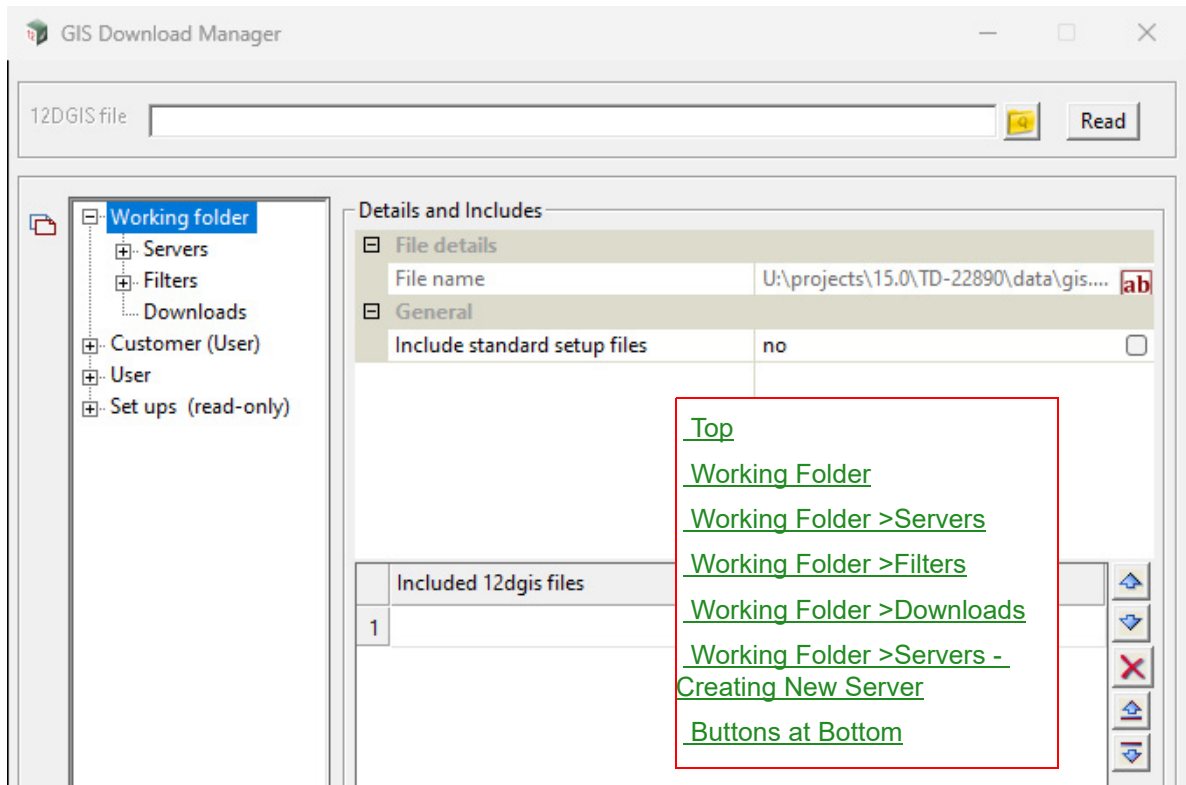 GIS Download Manager
12DGIS file
Read
Working folder
Servers
Filters
Downloads
Customer (User)
User
Set ups (read-only)
Details and Includes
File details
File name U:\projects\15.0\TD-22890\data\gis.... ab
General
Include standard setup files no
Top
Working Folder
Working Folder >Servers
Working Folder >Filters
Working Folder >Downloads
Working Folder >Servers -
Creating New Server
Buttons at Bottom
Included 12dgis files
1